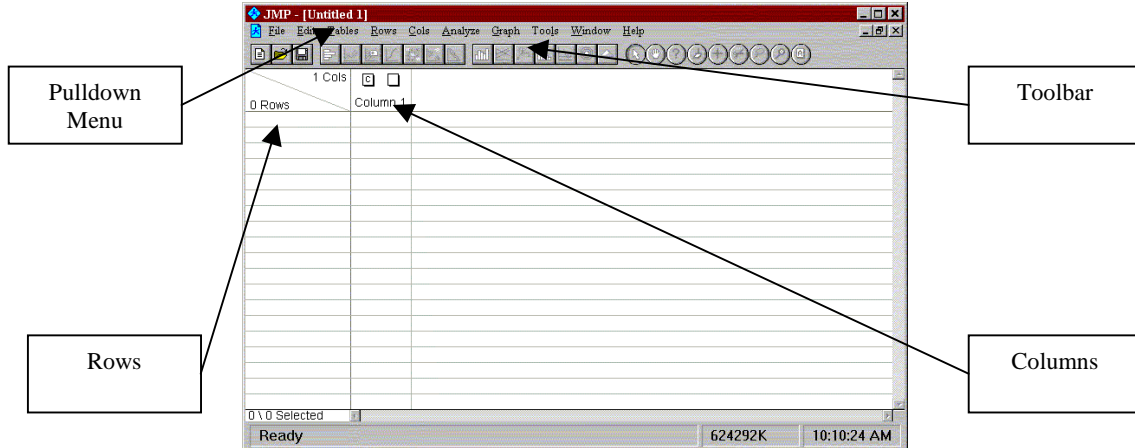 JMP - [Untitled 1]
File Edit Tables Rows Cols Analyze Graph Tools Window Help
Pulldown
Menu
Toolbar
1 Cols
C
0 Rows
Column 1
Rows
Columns
0 \ 0 Selected
Ready 624292K 10:10:24 AM